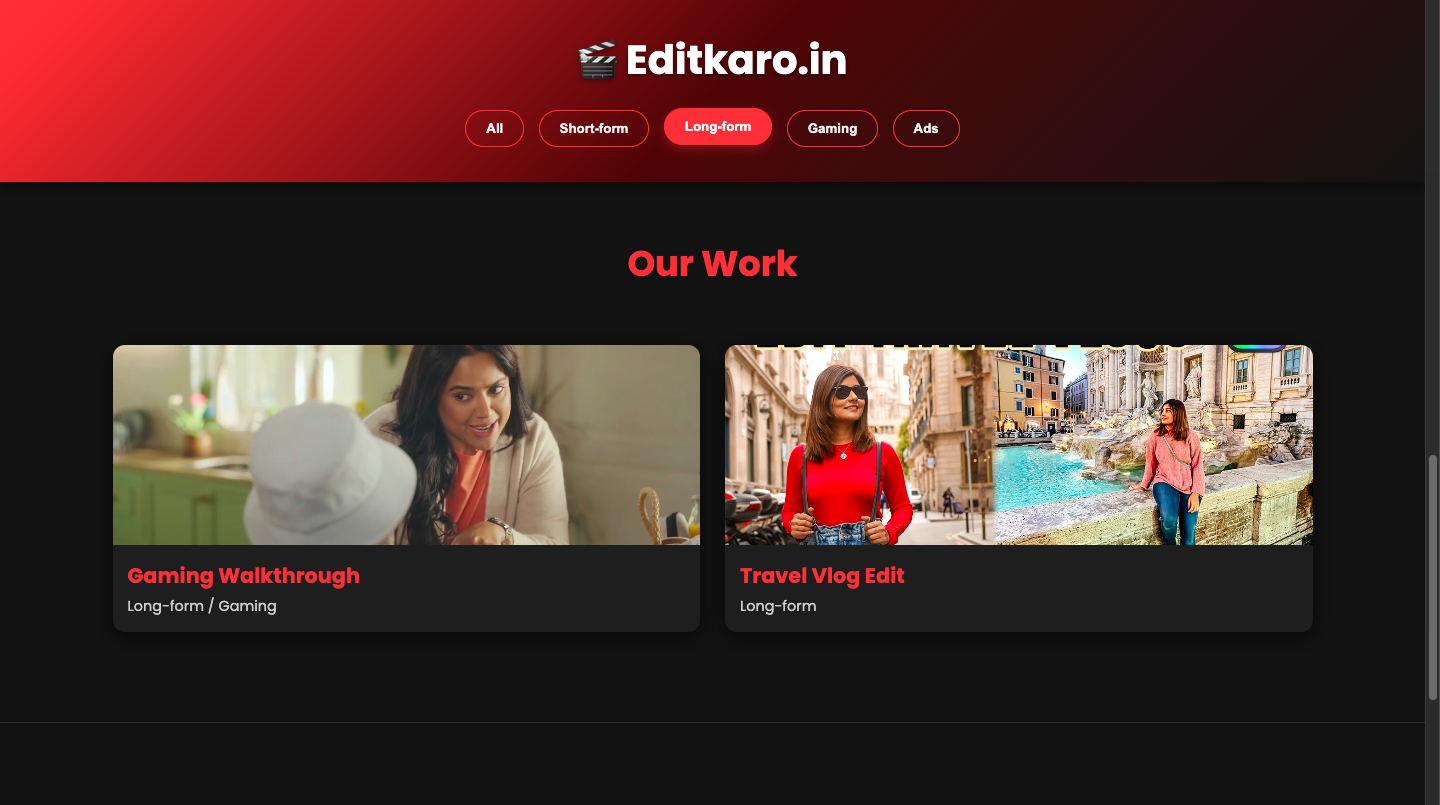 Editkaro.in
All
Short-form
Long-form
Gaming
Ads
Our Work
Gaming Walkthrough
Long-form / Gaming
Travel Vlog Edit
Long-form